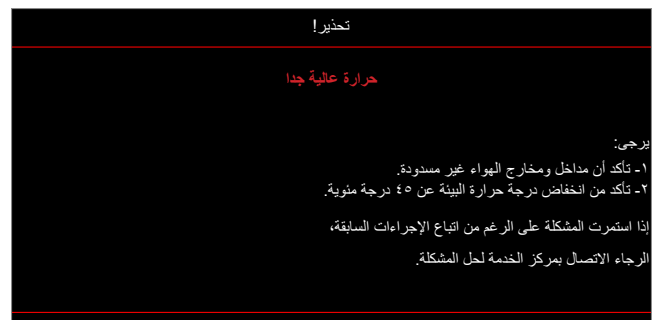 تحذير!
حرارة عالية جدا
يرجى:
١- تأكد أن مداخل ومخارج الهواء غير مسدودة.
٢- تأكد من انخفاض درجة حرارة البيئة عن ٤٥ درجة مئوية.
إذا استمرت المشكلة على الرغم من اتباع الإجراءات السابقة،
الرجاء الاتصال بمركز الخدمة لحل المشكلة.